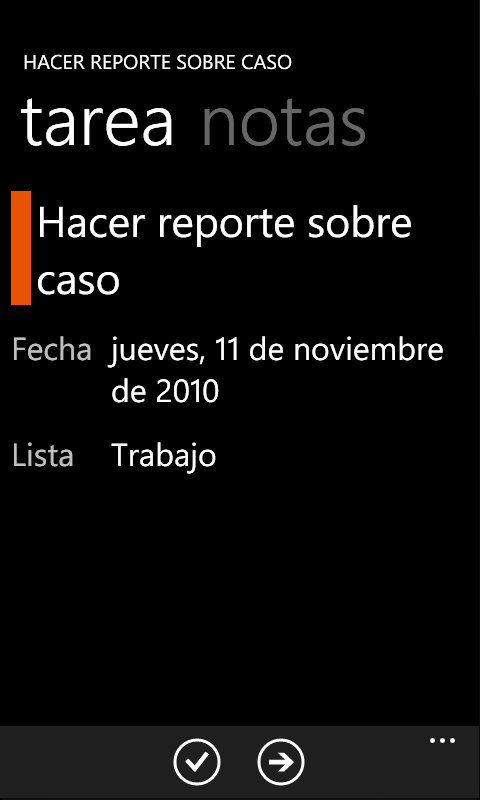 HACER REPORTE SOBRE CASO
tarea notas
Hacer reporte sobre
caso
Fecha jueves, 11 de noviembre
de 2010
Lista Trabajo